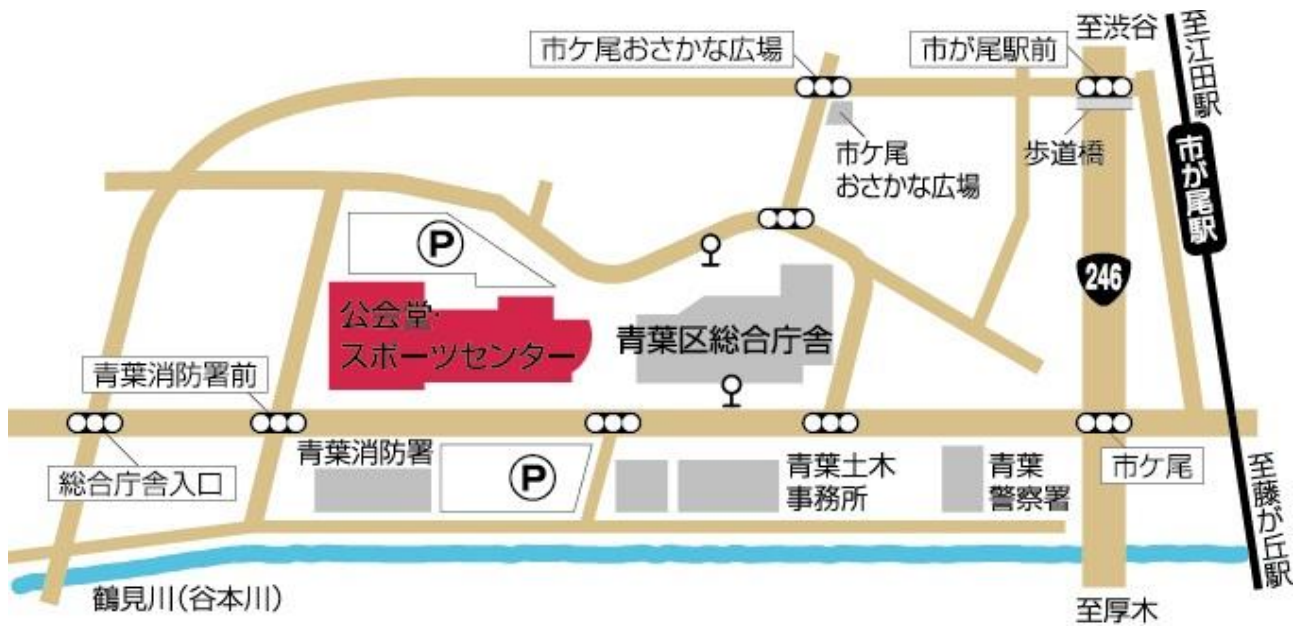 至渋谷
至江田駅
市ケ尾おさかな広場
市が尾駅前
市ケ尾
おさかな広場
歩道橋
市が尾駅
P
246
公会堂・
スポーツセンター
青葉区総合庁舎
青葉消防署前
青葉消防署
P
総合庁舎入口
青葉土木
事務所
青葉
警察署
市ケ尾
至藤が丘駅
鶴見川(谷本川)
至厚木